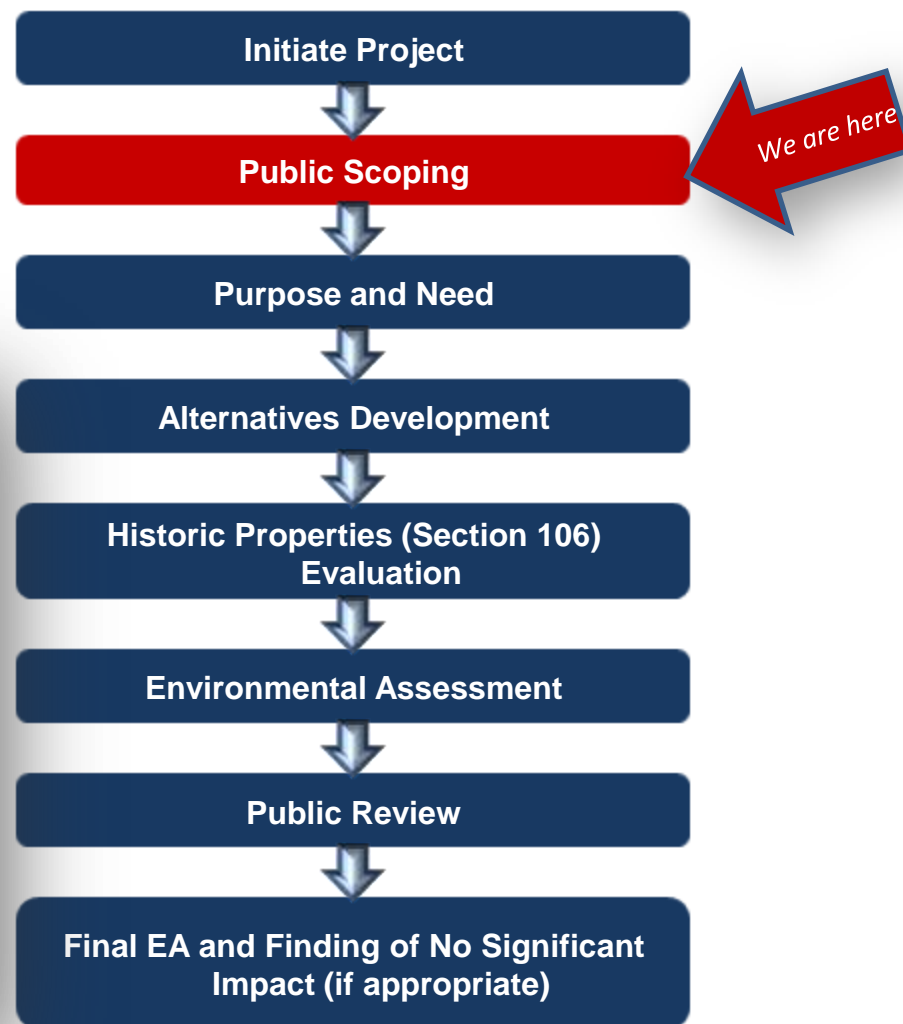 Initiate Project
We are here
Public Scoping
Purpose and Need
Alternatives Development
Historic Properties (Section 106)
Evaluation
Environmental Assessment
Public Review
Final EA and Finding of No Significant
Impact (if appropriate)